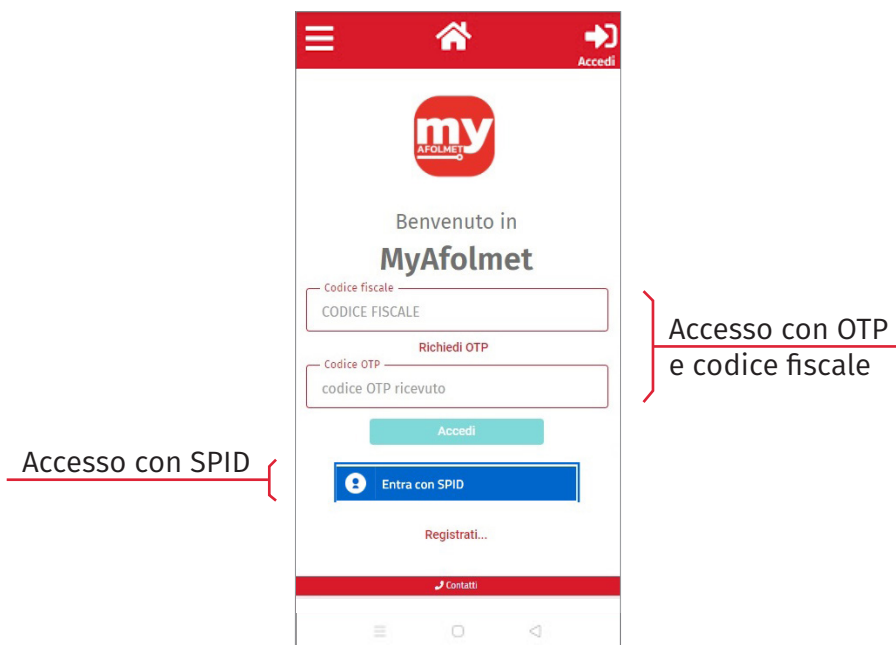 Accedi
my
AFOLMET
Benvenuto in
MyAfolmet
Codice fiscale
CODICE FISCALE
Richiedi OTP
Codice OTP
codice OTP ricevuto
Accedi
Entra con SPID
Registrati...
Contatti
Accesso con OTP
e codice fiscale
Accesso con SPID